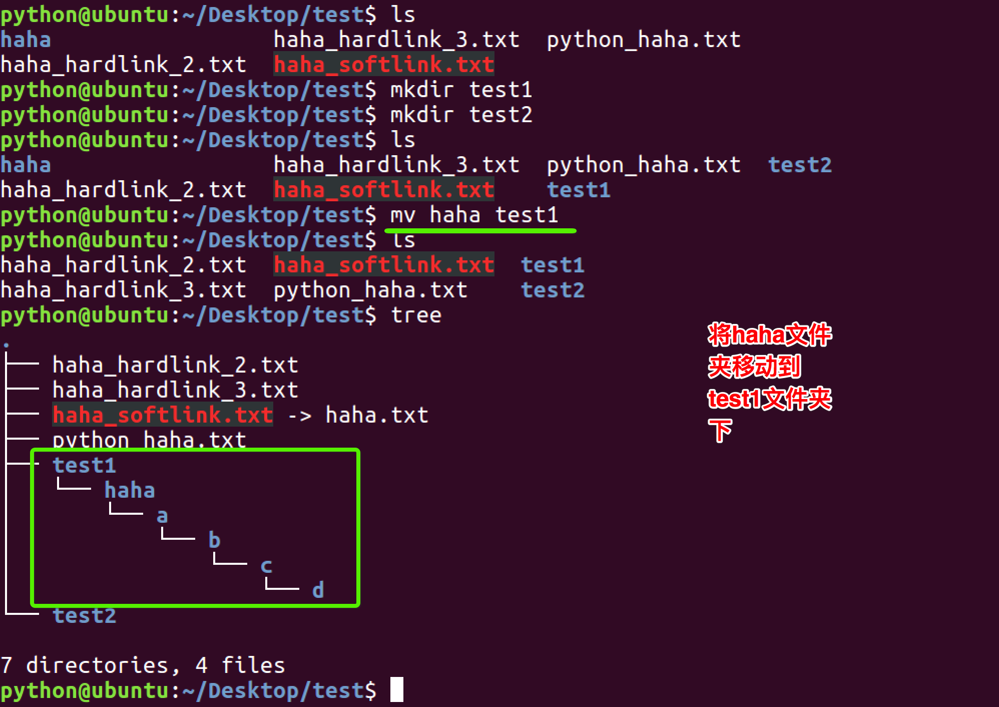 python@ubuntu:~/Desktop/test$ ls
haha haha_hardlink_3.txt python_haha.txt
haha_hardlink_2.txt haha_softlink.txt
python@ubuntu:~/Desktop/test$ mkdir test1
python@ubuntu:~/Desktop/test$ mkdir test2
python@ubuntu:~/Desktop/test$ ls
haha haha_hardlink_3.txt python_haha.txt test2
haha_hardlink_2.txt haha_softlink.txt test1
python@ubuntu:~/Desktop/test$ mv haha test1
python@ubuntu:~/Desktop/test$ ls
haha_hardlink_2.txt haha_softlink.txt test1
haha_hardlink_3.txt python_haha.txt test2
python@ubuntu:~/Desktop/test$ tree
.
├── haha_hardlink_2.txt
├── haha_hardlink_3.txt
├── haha_softlink.txt -> haha.txt
├── python_haha.txt
├── test1
│   └── haha
│       └── a
│           └── b
│               └── c
│                   └── d
└── test2
7 directories, 4 files
python@ubuntu:~/Desktop/test$
将haha文件
夹移动到
test1文件夹
下